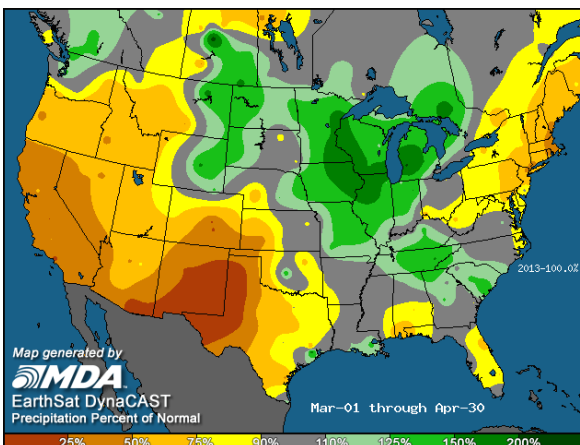 2013-100.0%
Map generated by
MDA
EarthSat DynaCAST
Precipitation Percent of Normal
Mar-01 through Apr-30
25% 50% 75% 90% 110% 125% 150% 200%